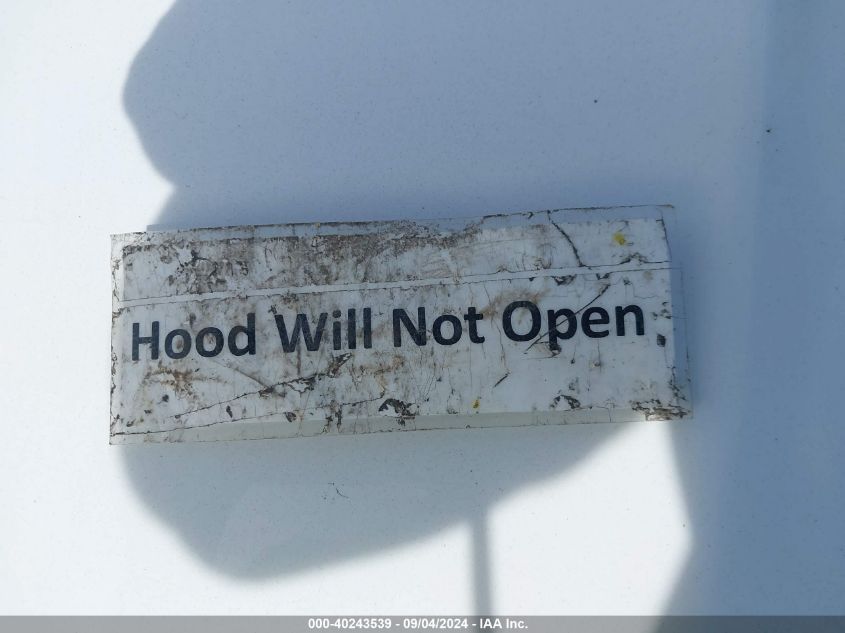 Hood Will Not Open
000-40243539 - 09/04/2024 - IAA Inc.